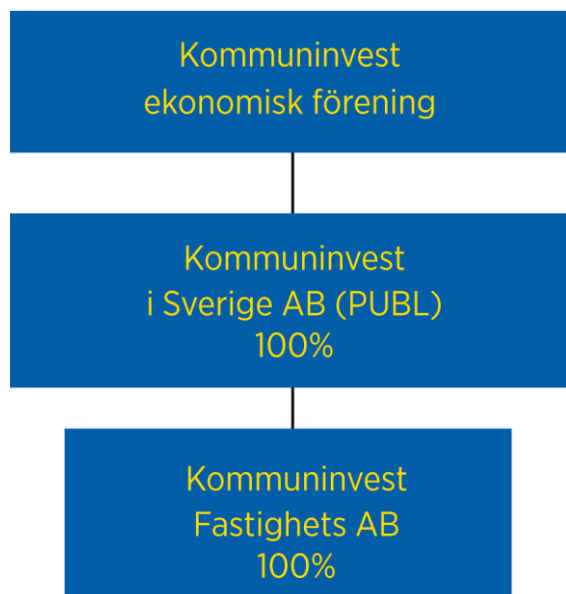 Kommuninvest
ekonomisk förening
Kommuninvest
i Sverige AB (PUBL)
100%
Kommuninvest
Fastighets AB
100%